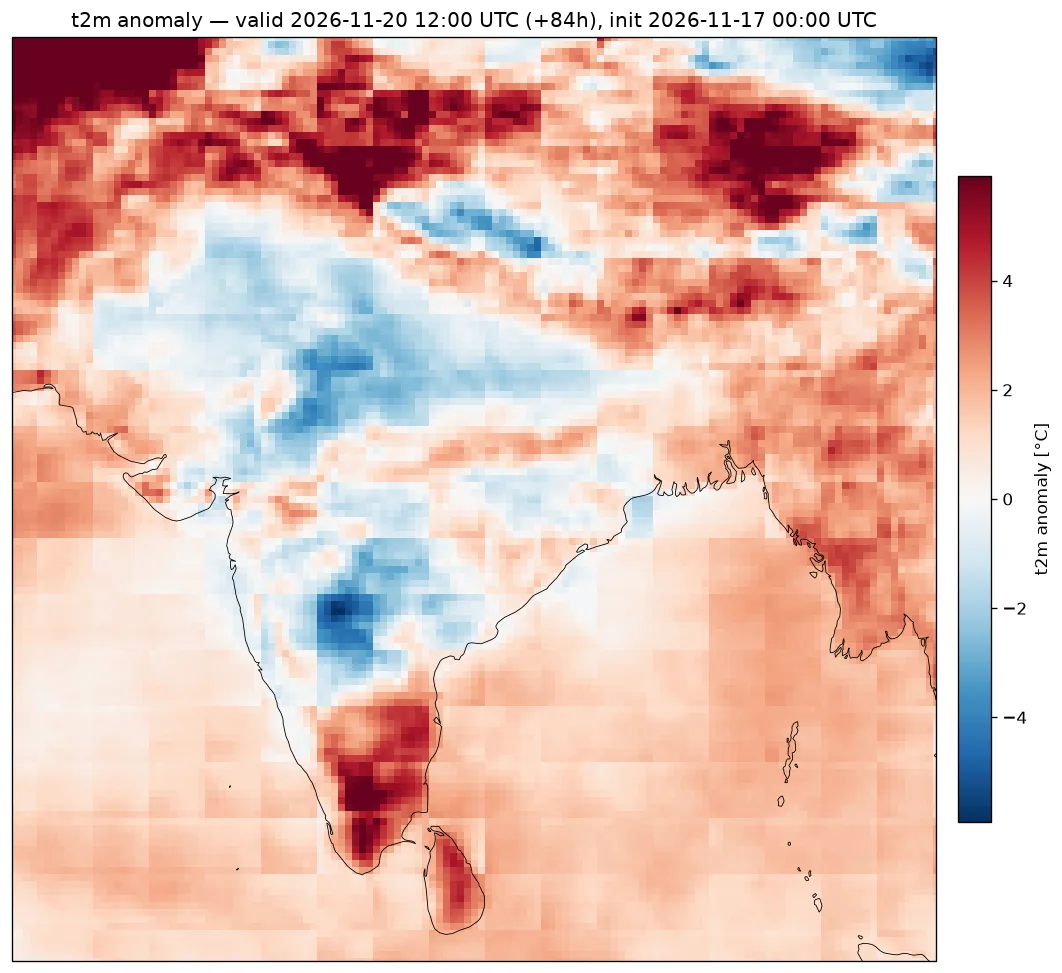 t2m anomaly — valid 2026-11-20 12:00 UTC (+84h), init 2026-11-17 00:00 UTC
4
2
0
−2
−4
t2m anomaly [°C]